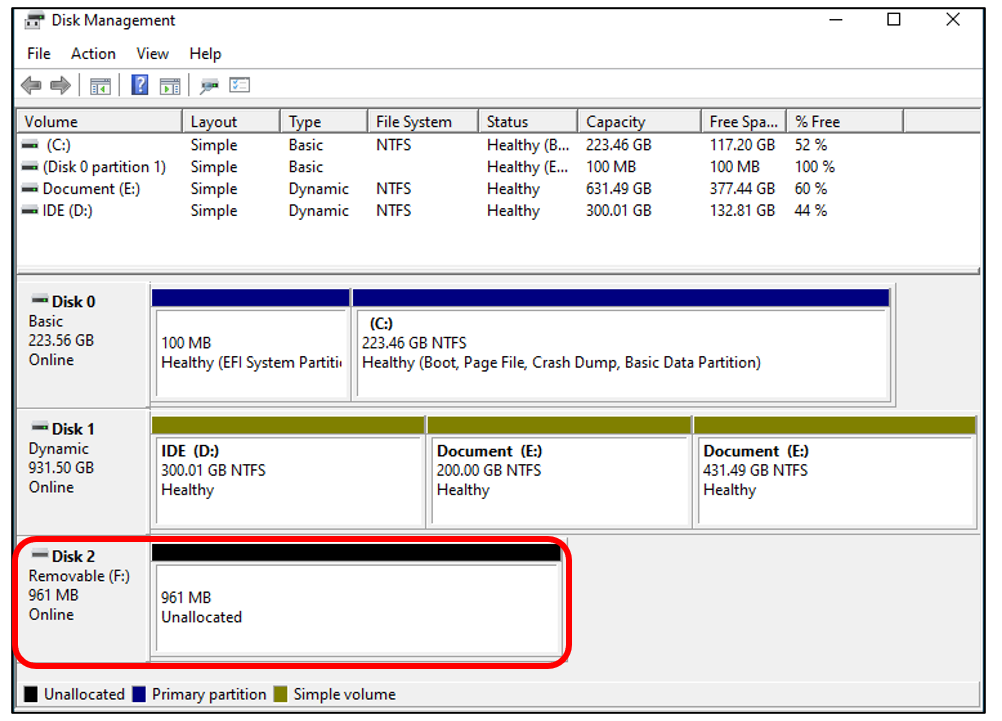 Disk Management
File Action View Help
Volume Layout Type File System Status Capacity Free Spa... % Free
(C:) Simple Basic NTFS Healthy (B... 223.46 GB 117.20 GB 52 %
(Disk 0 partition 1) Simple Basic Healthy (E... 100 MB 100 MB 100 %
Document (E:) Simple Dynamic NTFS Healthy 631.49 GB 377.44 GB 60 %
IDE (D:) Simple Dynamic NTFS Healthy 300.01 GB 132.81 GB 44 %
Disk 0
Basic
223.56 GB
Online
100 MB
Healthy (EFI System Partiti
(C:)
223.46 GB NTFS
Healthy (Boot, Page File, Crash Dump, Basic Data Partition)
Disk 1
Dynamic
931.50 GB
Online
IDE (D:)
300.01 GB NTFS
Healthy
Document (E:)
200.00 GB NTFS
Healthy
Document (E:)
431.49 GB NTFS
Healthy
Disk 2
Removable (F:)
961 MB
Online
961 MB
Unallocated
Unallocated Primary partition Simple volume